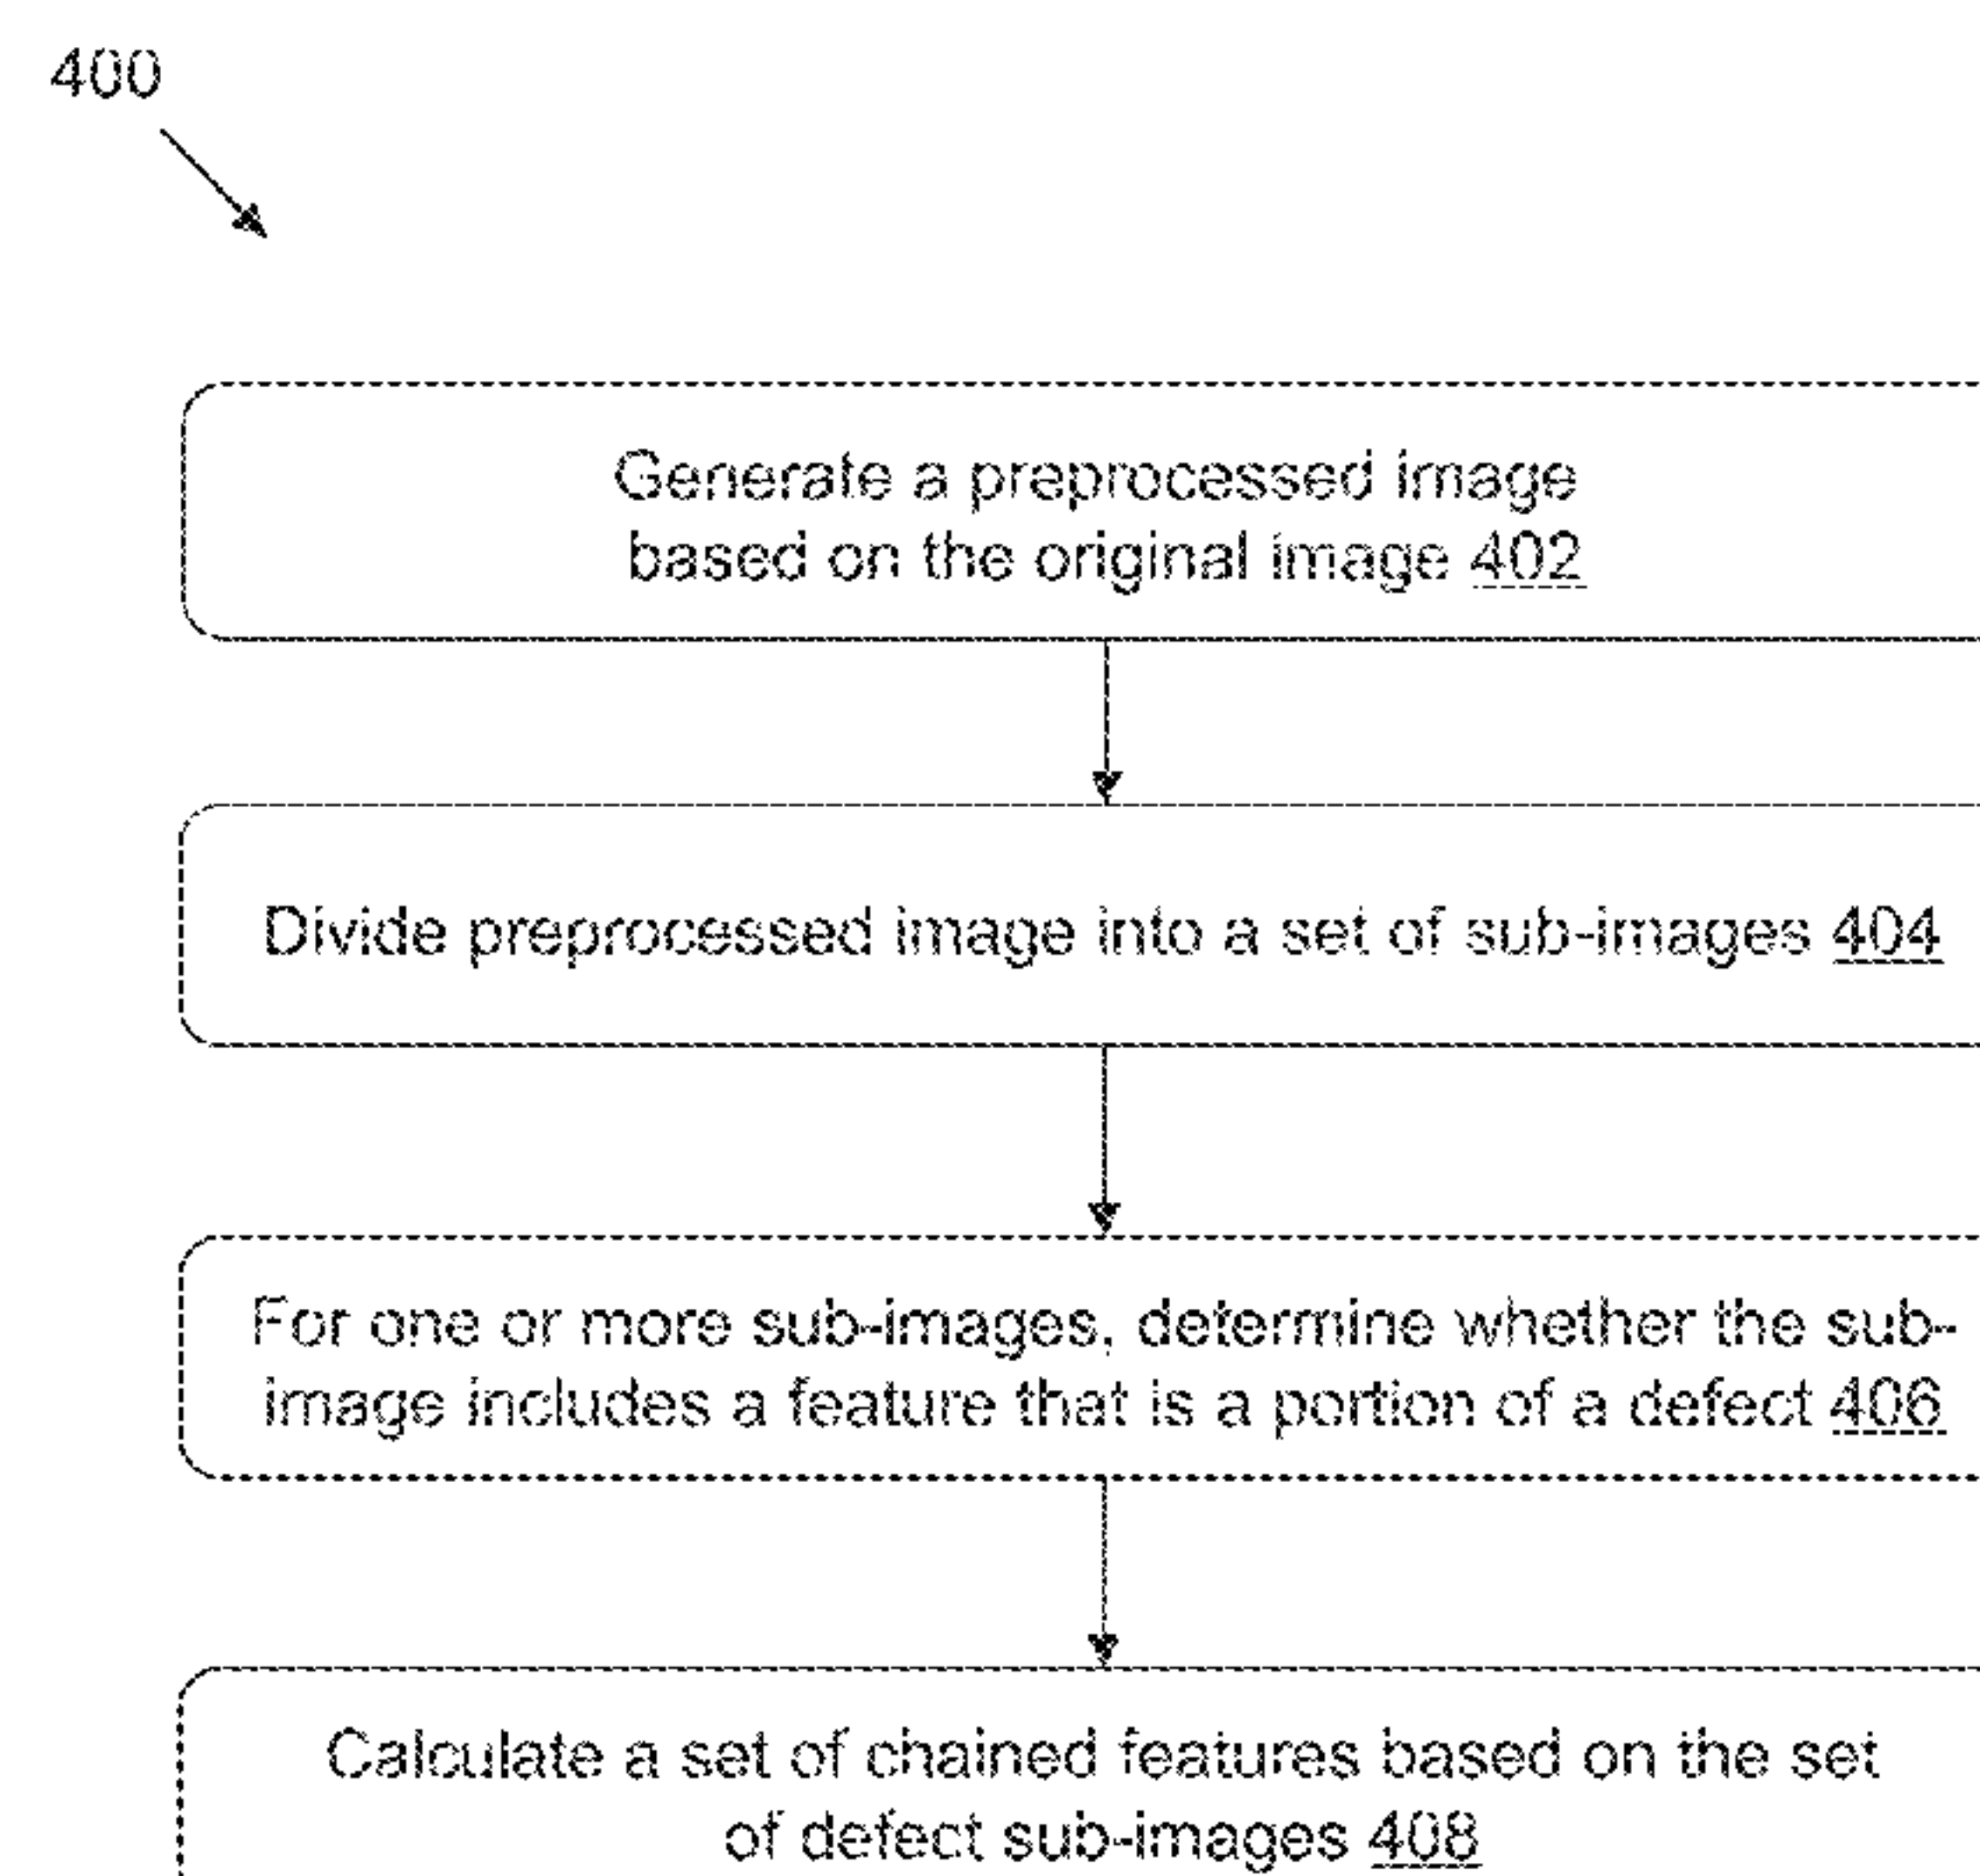 400
Generate a preprocessed image
based on the original image 402
Divide preprocessed image into a set of sub-images 404
For one or more sub-images, determine whether the sub-
image includes a feature that is a portion of a defect 406
Calculate a set of chained features based on the set
of defect sub-images 408